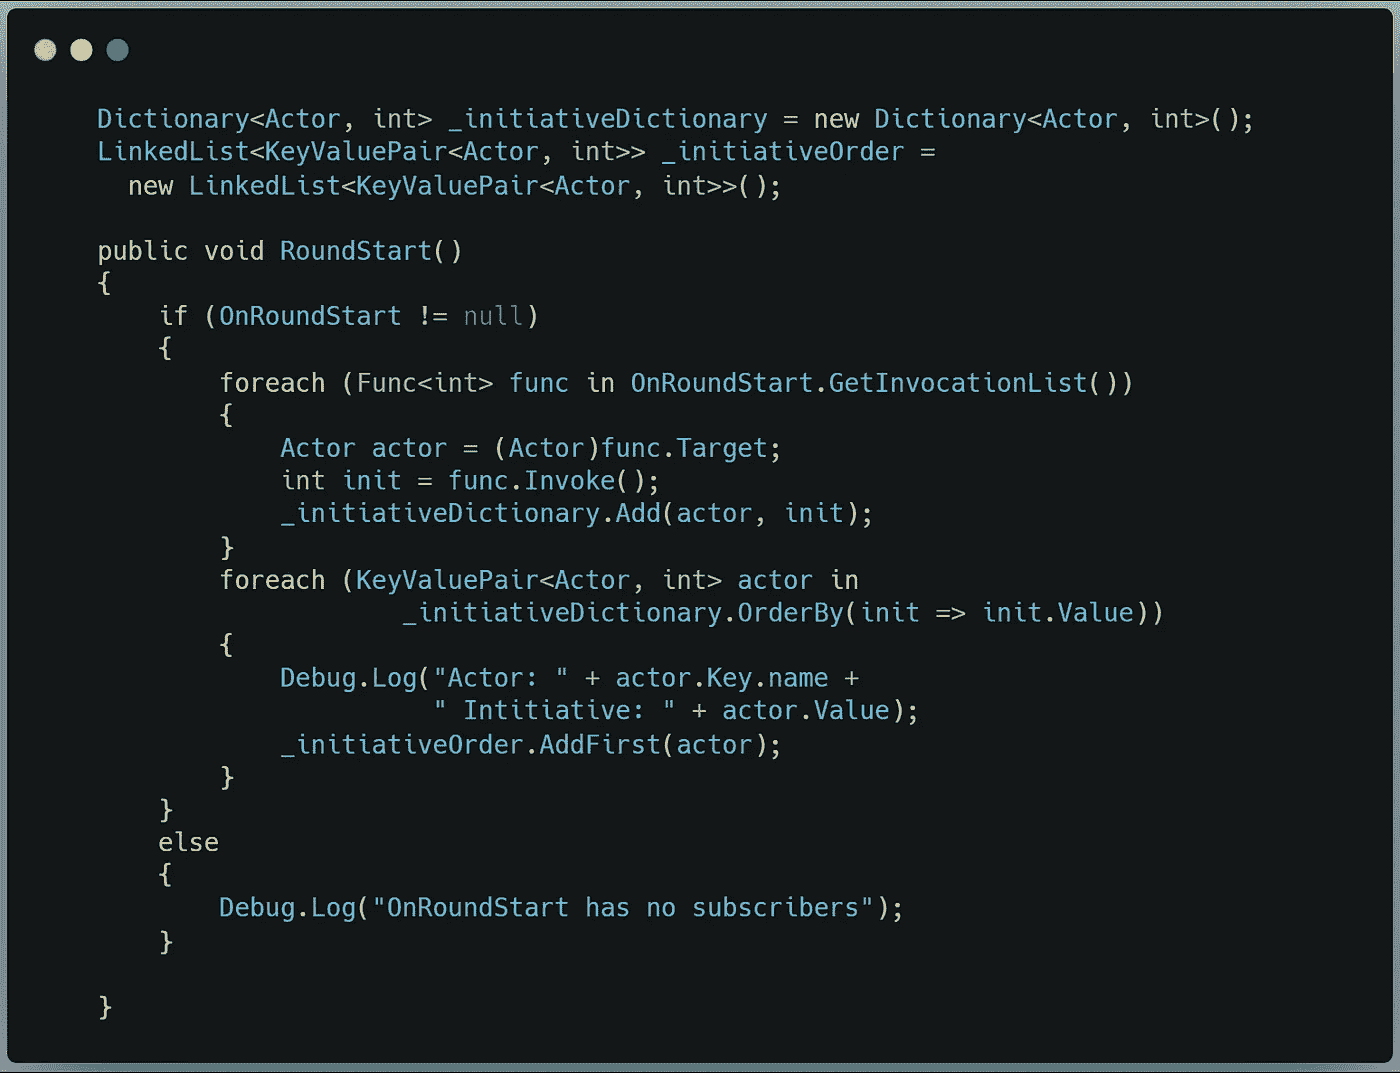 Dictionary<Actor, int> _initiativeDictionary = new Dictionary<Actor, int>();
LinkedList<KeyValuePair<Actor, int>> _initiativeOrder =
  new LinkedList<KeyValuePair<Actor, int>>();

public void RoundStart()
{
    if (OnRoundStart != null)
    {
        foreach (Func<int> func in OnRoundStart.GetInvocationList())
        {
            Actor actor = (Actor)func.Target;
            int init = func.Invoke();
            _initiativeDictionary.Add(actor, init);
        }
        foreach (KeyValuePair<Actor, int> actor in
                    _initiativeDictionary.OrderBy(init => init.Value))
        {
            Debug.Log("Actor: " + actor.Key.name +
                      " Intitiative: " + actor.Value);
            _initiativeOrder.AddFirst(actor);
        }
    }
    else
    {
        Debug.Log("OnRoundStart has no subscribers");
    }

}